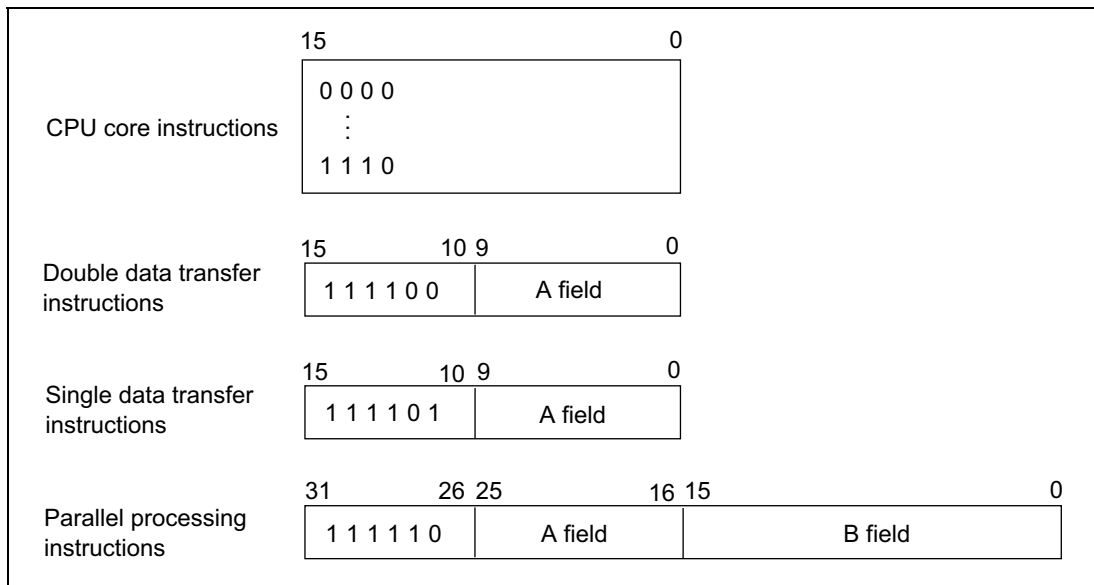 15 0
CPU core instructions
0 0 0 0
1 1 1 0
15 10 9 0
Double data transfer
instructions
1 1 1 1 0 0 A field
15 10 9 0
Single data transfer
instructions
1 1 1 1 0 1 A field
31 26 25 16 15 0
Parallel processing
instructions
1 1 1 1 1 0 A field B field